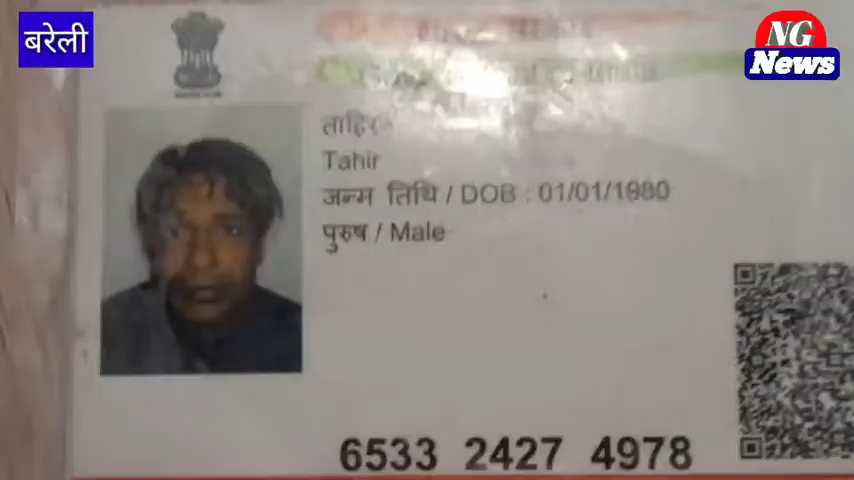 बरेली
NG
News
ताहिर
Tahir
जन्म तिथि / DOB : 01/01/1980
पुरुष / Male
6533 2427 4978